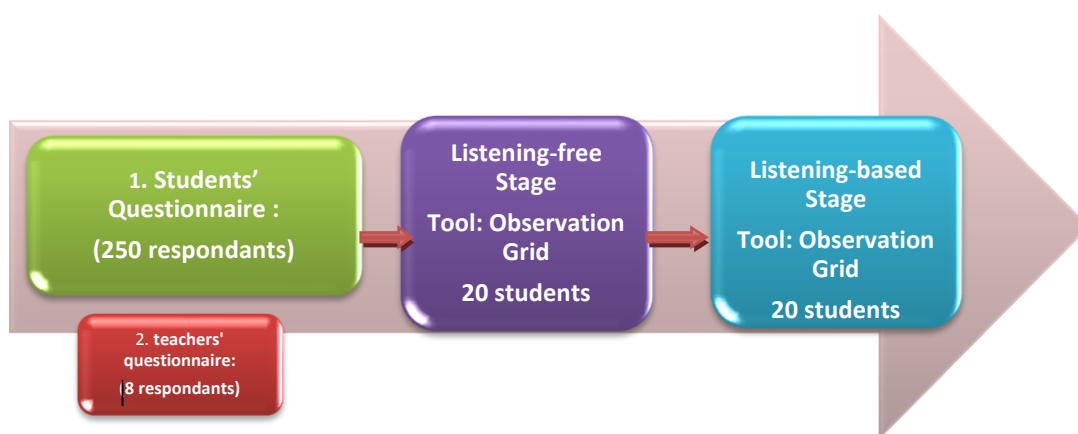 1. Students’
Questionnaire :
(250 respondants)
2. teachers'
questionnaire:
(8 respondants)
Listening-free
Stage
Tool: Observation
Grid
20 students
Listening-based
Stage
Tool: Observation
Grid
20 students